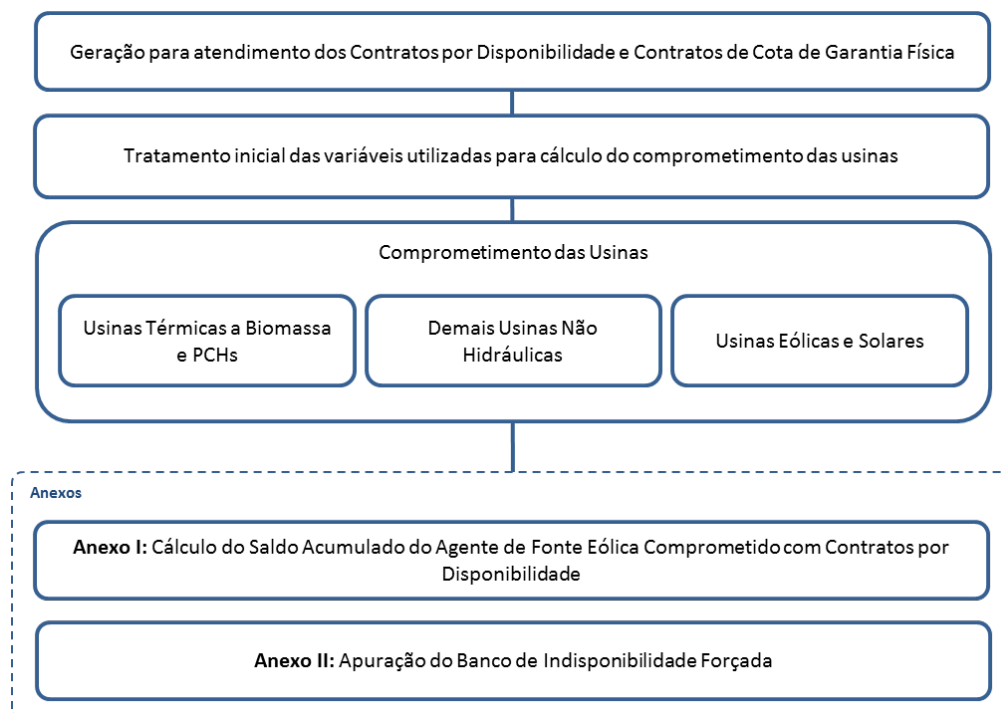 Geração para atendimento dos Contratos por Disponibilidade e Contratos de Cota de Garantia Física
Tratamento inicial das variáveis utilizadas para cálculo do comprometimento das usinas
Comprometimento das Usinas
Usinas Térmicas a Biomassa
e PCHs
Demais Usinas Não
Hidráulicas
Usinas Eólicas e Solares
Anexos
Anexo I: Cálculo do Saldo Acumulado do Agente de Fonte Eólica Comprometido com Contratos por
Disponibilidade
Anexo II: Apuração do Banco de Indisponibilidade Forçada